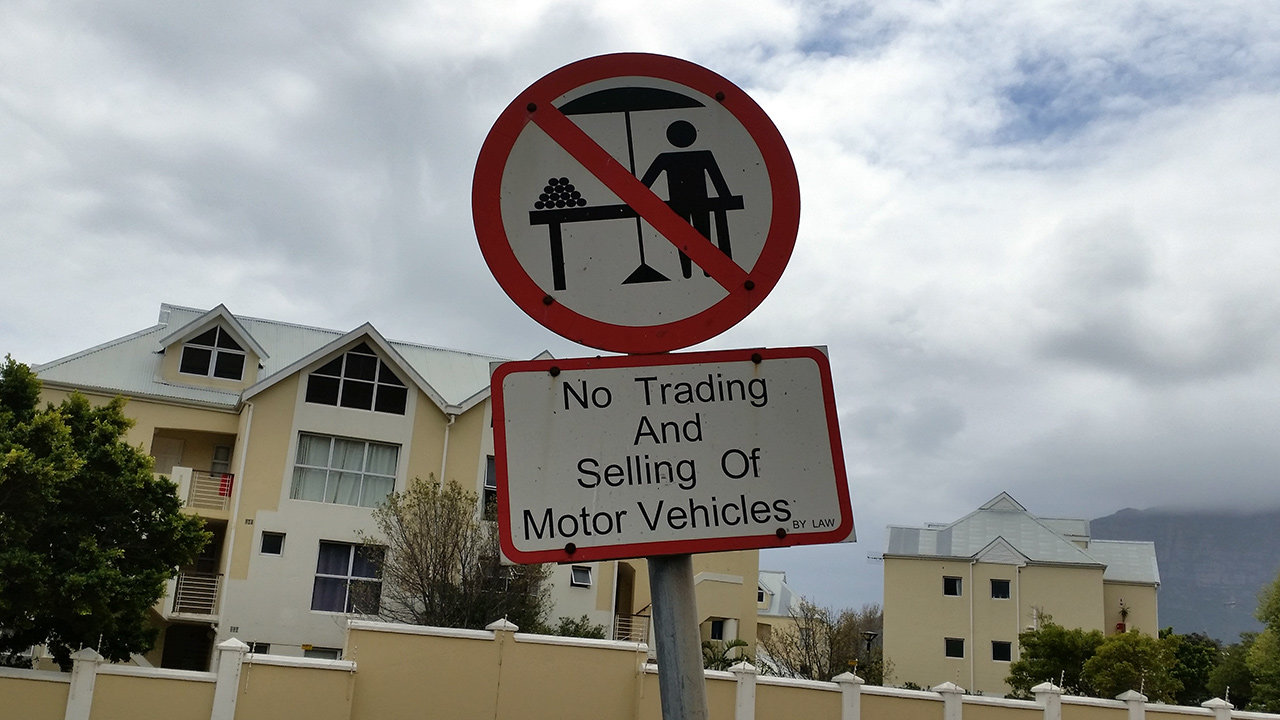 No Trading
And
Selling Of
Motor Vehicles BY LAW